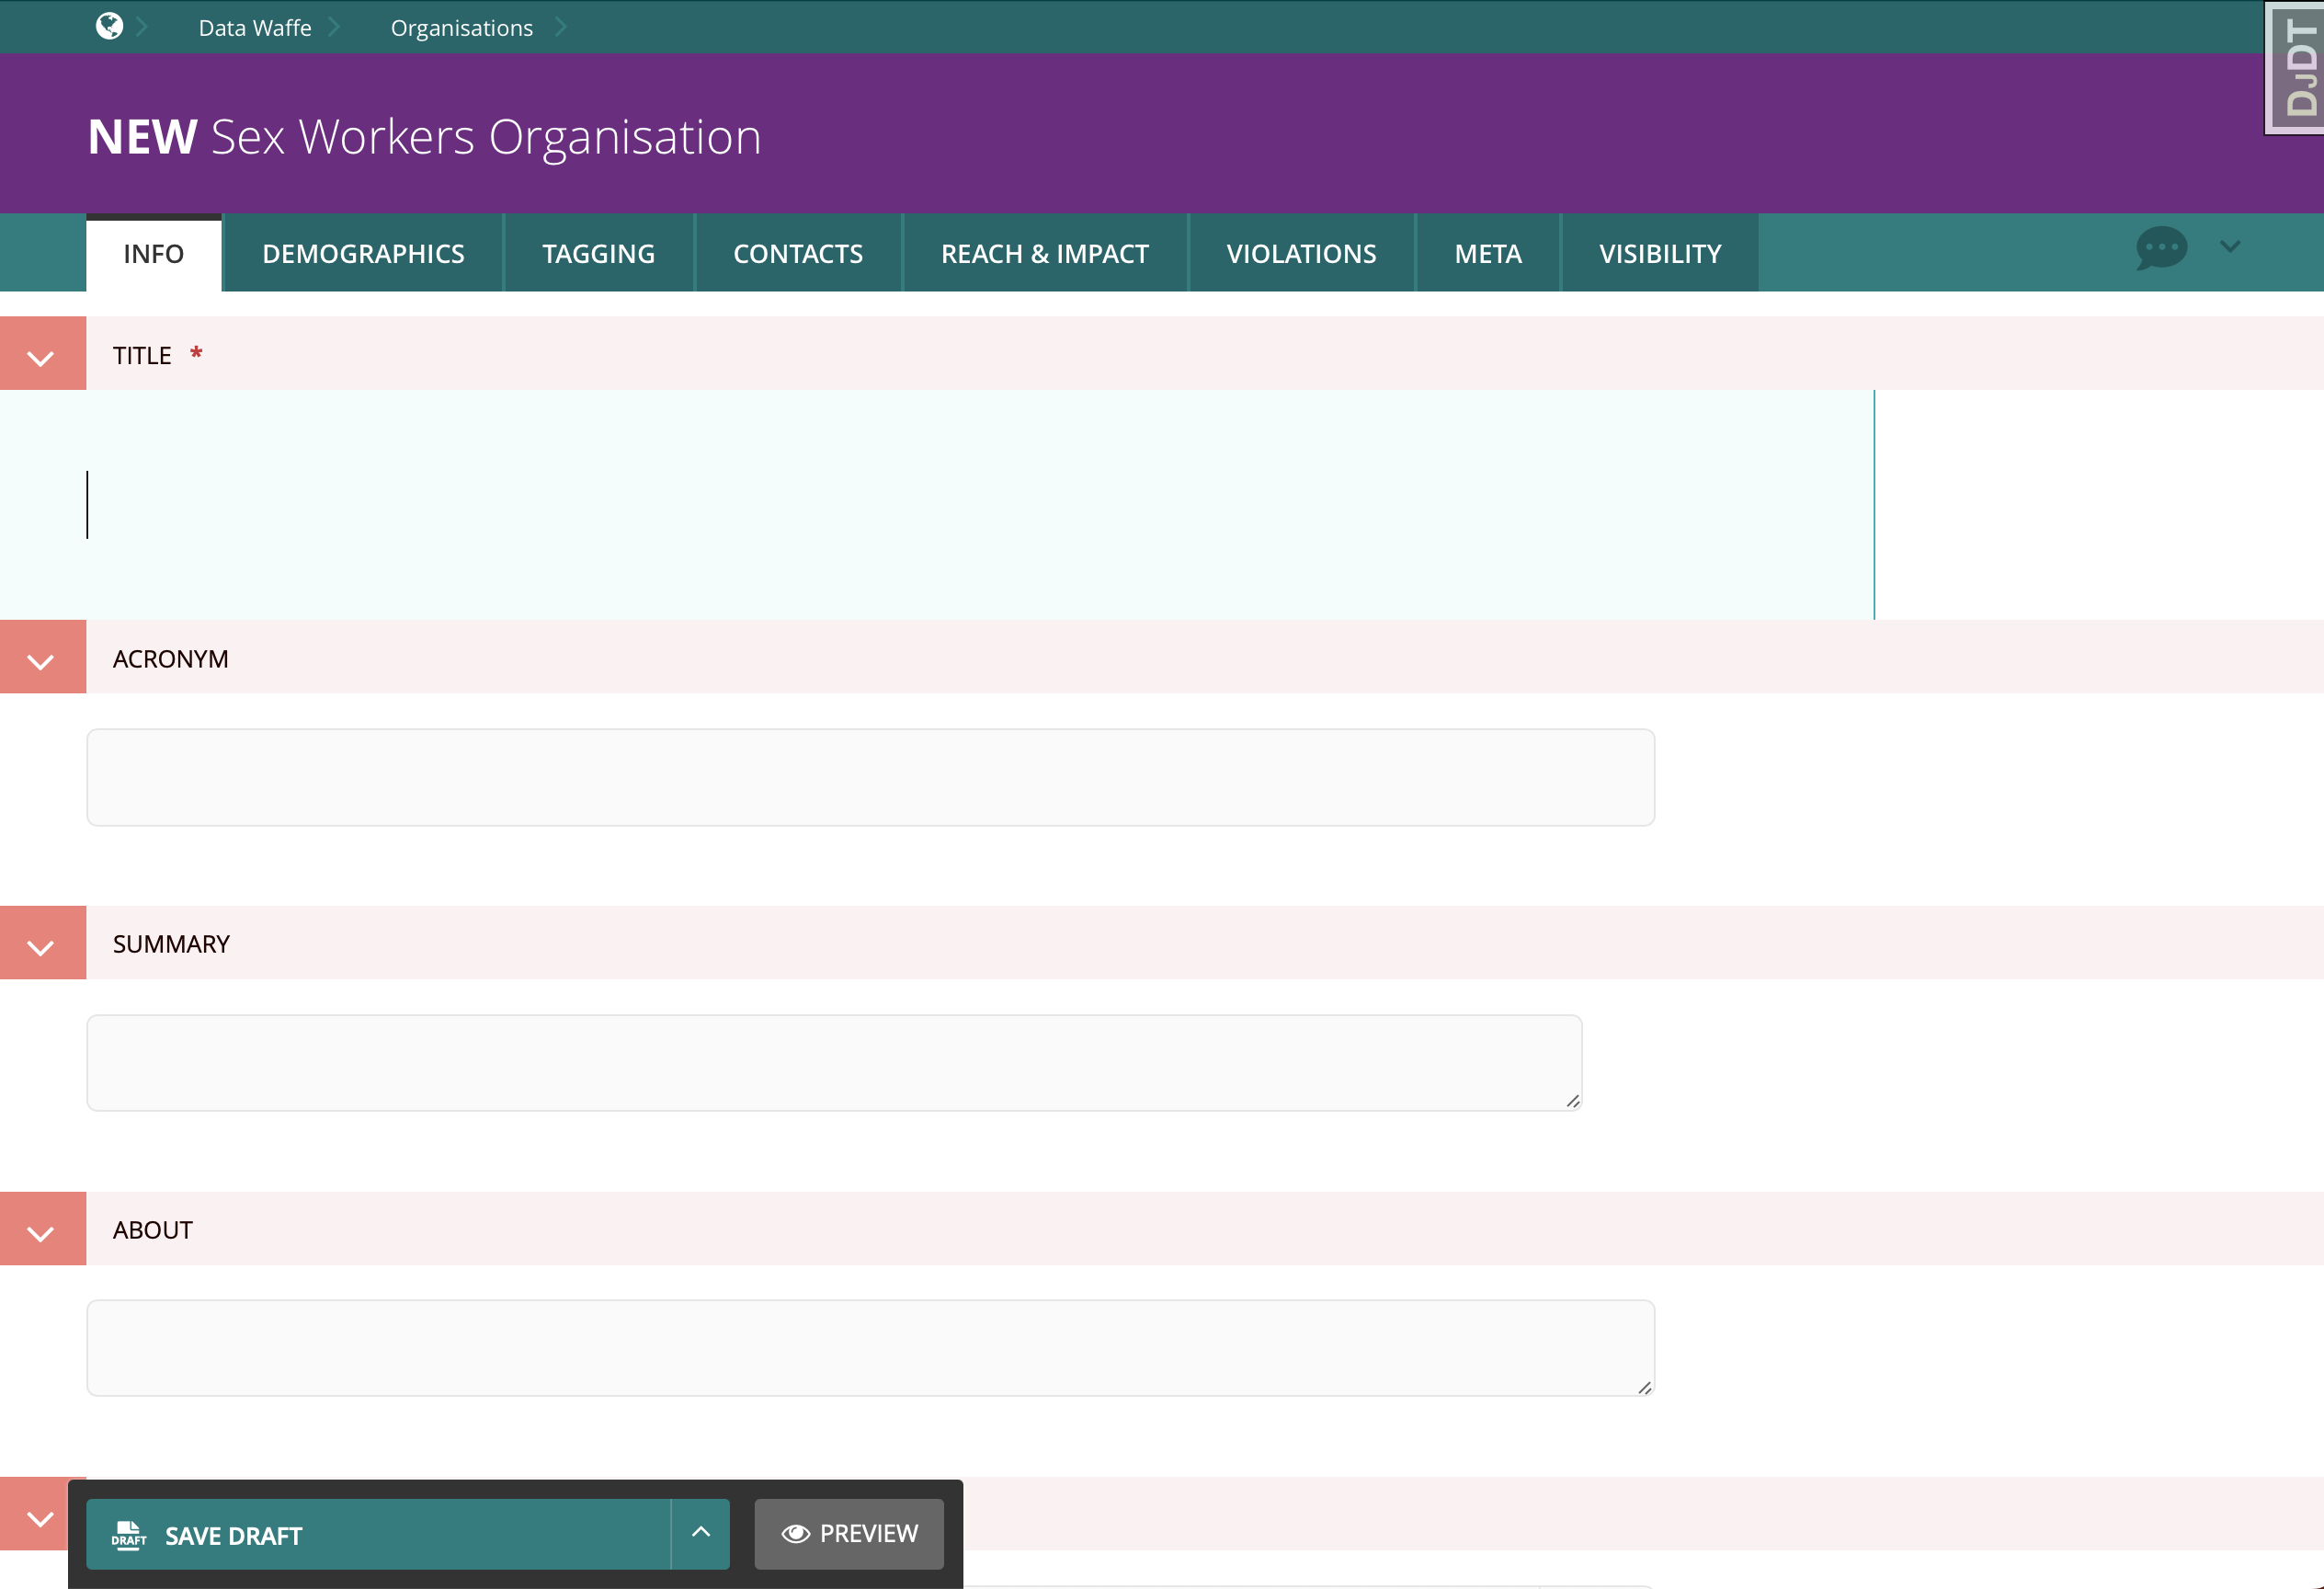 Data Waffe
Organisations
DJDT
NEW Sex Workers Organisation
INFO
DEMOGRAPHICS
TAGGING
CONTACTS
REACH & IMPACT
VIOLATIONS
META
VISIBILITY
TITLE *
ACRONYM
SUMMARY
ABOUT
DRAFT SAVE DRAFT
PREVIEW